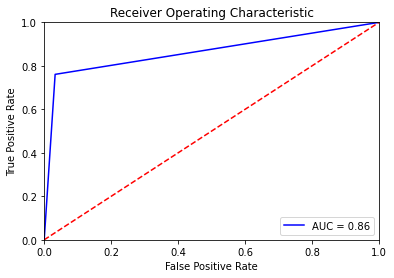 Receiver Operating Characteristic
True Positive Rate
1.0
0.8
0.6
0.4
0.2
0.0
AUC = 0.86
0.0 0.2 0.4 0.6 0.8 1.0
False Positive Rate